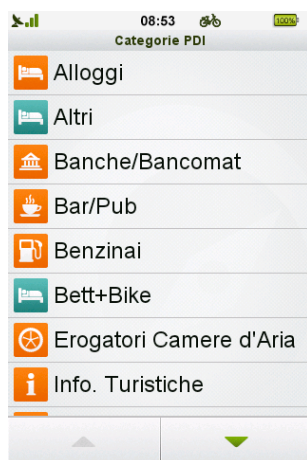 08:53
100%
Categorie PDI
Alloggi
Altri
Banche/Bancomat
Bar/Pub
Benzinai
Bett+Bike
Erogatori Camere d'Aria
Info. Turistiche